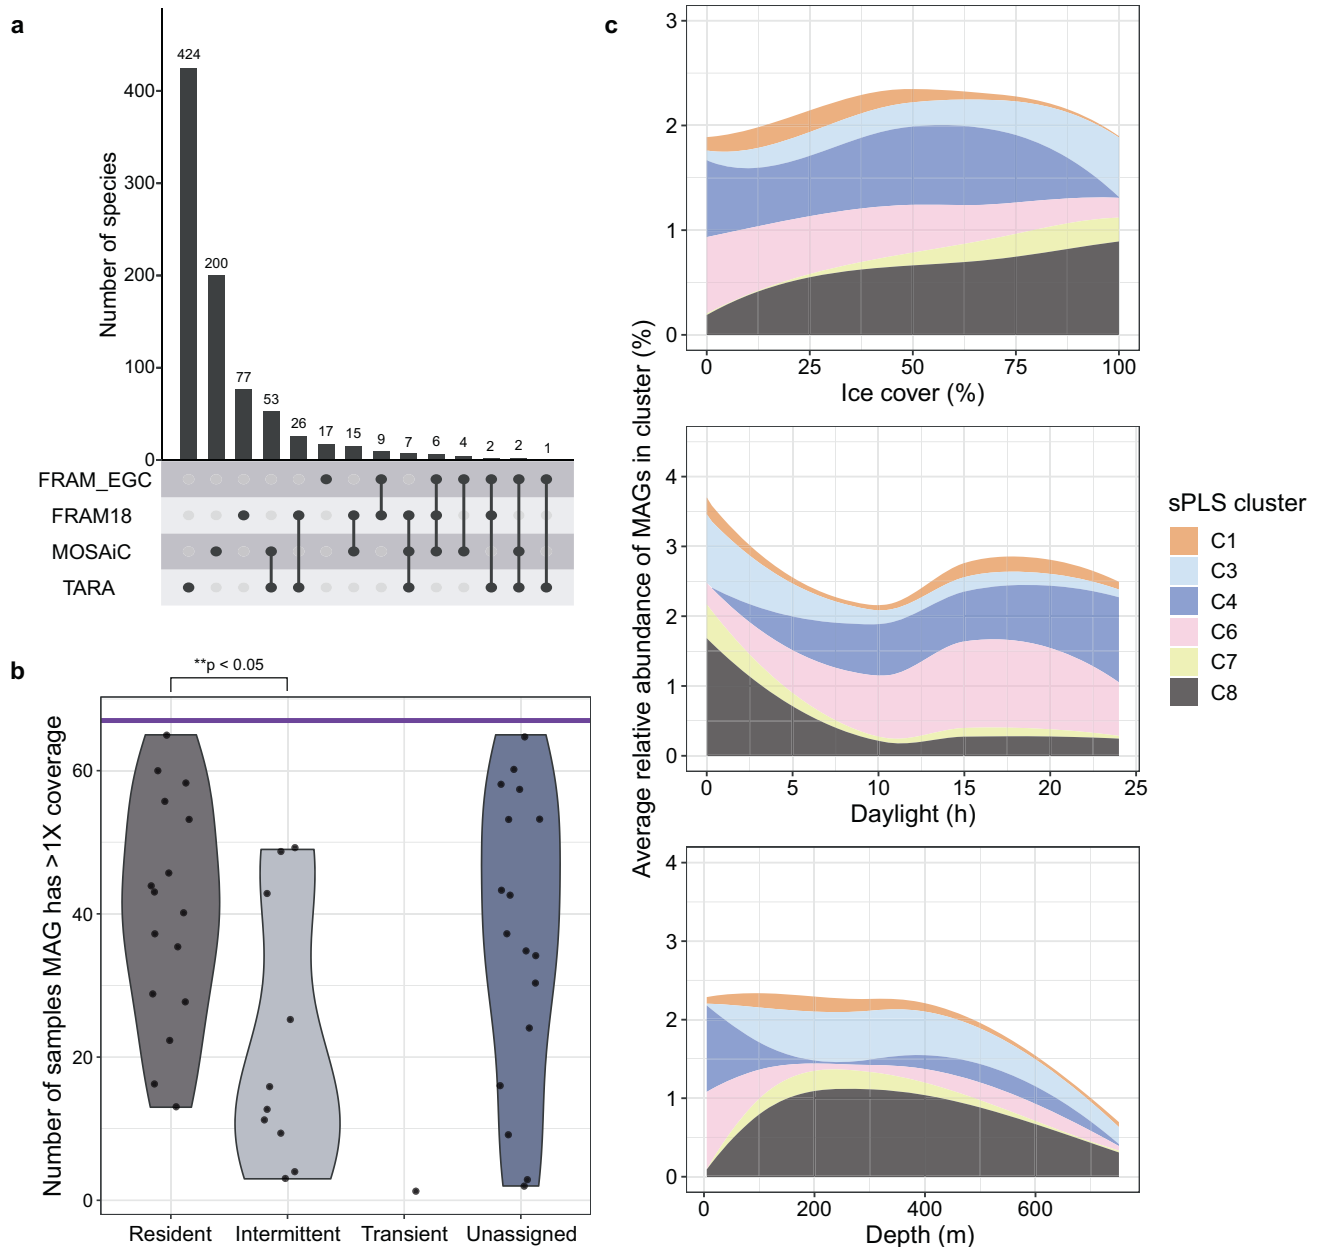 a
424
400
200
300
Number of species
200
77
100
53
26
17
15
9
7
6
4
2
2
1
0
FRAM_EGC
FRAM18
MOSAiC
TARA
b
**p < 0.05
Number of samples MAG has >1X coverage
60
40
20
0
Resident
Intermittent
Transient
Unassigned
c
Average relative abundance of MAGs in cluster (%)
3
2
1
0
0
25
50
75
100
Ice cover (%)
4
3
2
1
0
0
5
10
15
20
25
Daylight (h)
4
3
2
1
0
0
200
400
600
Depth (m)
sPLS cluster
C1
C3
C4
C6
C7
C8